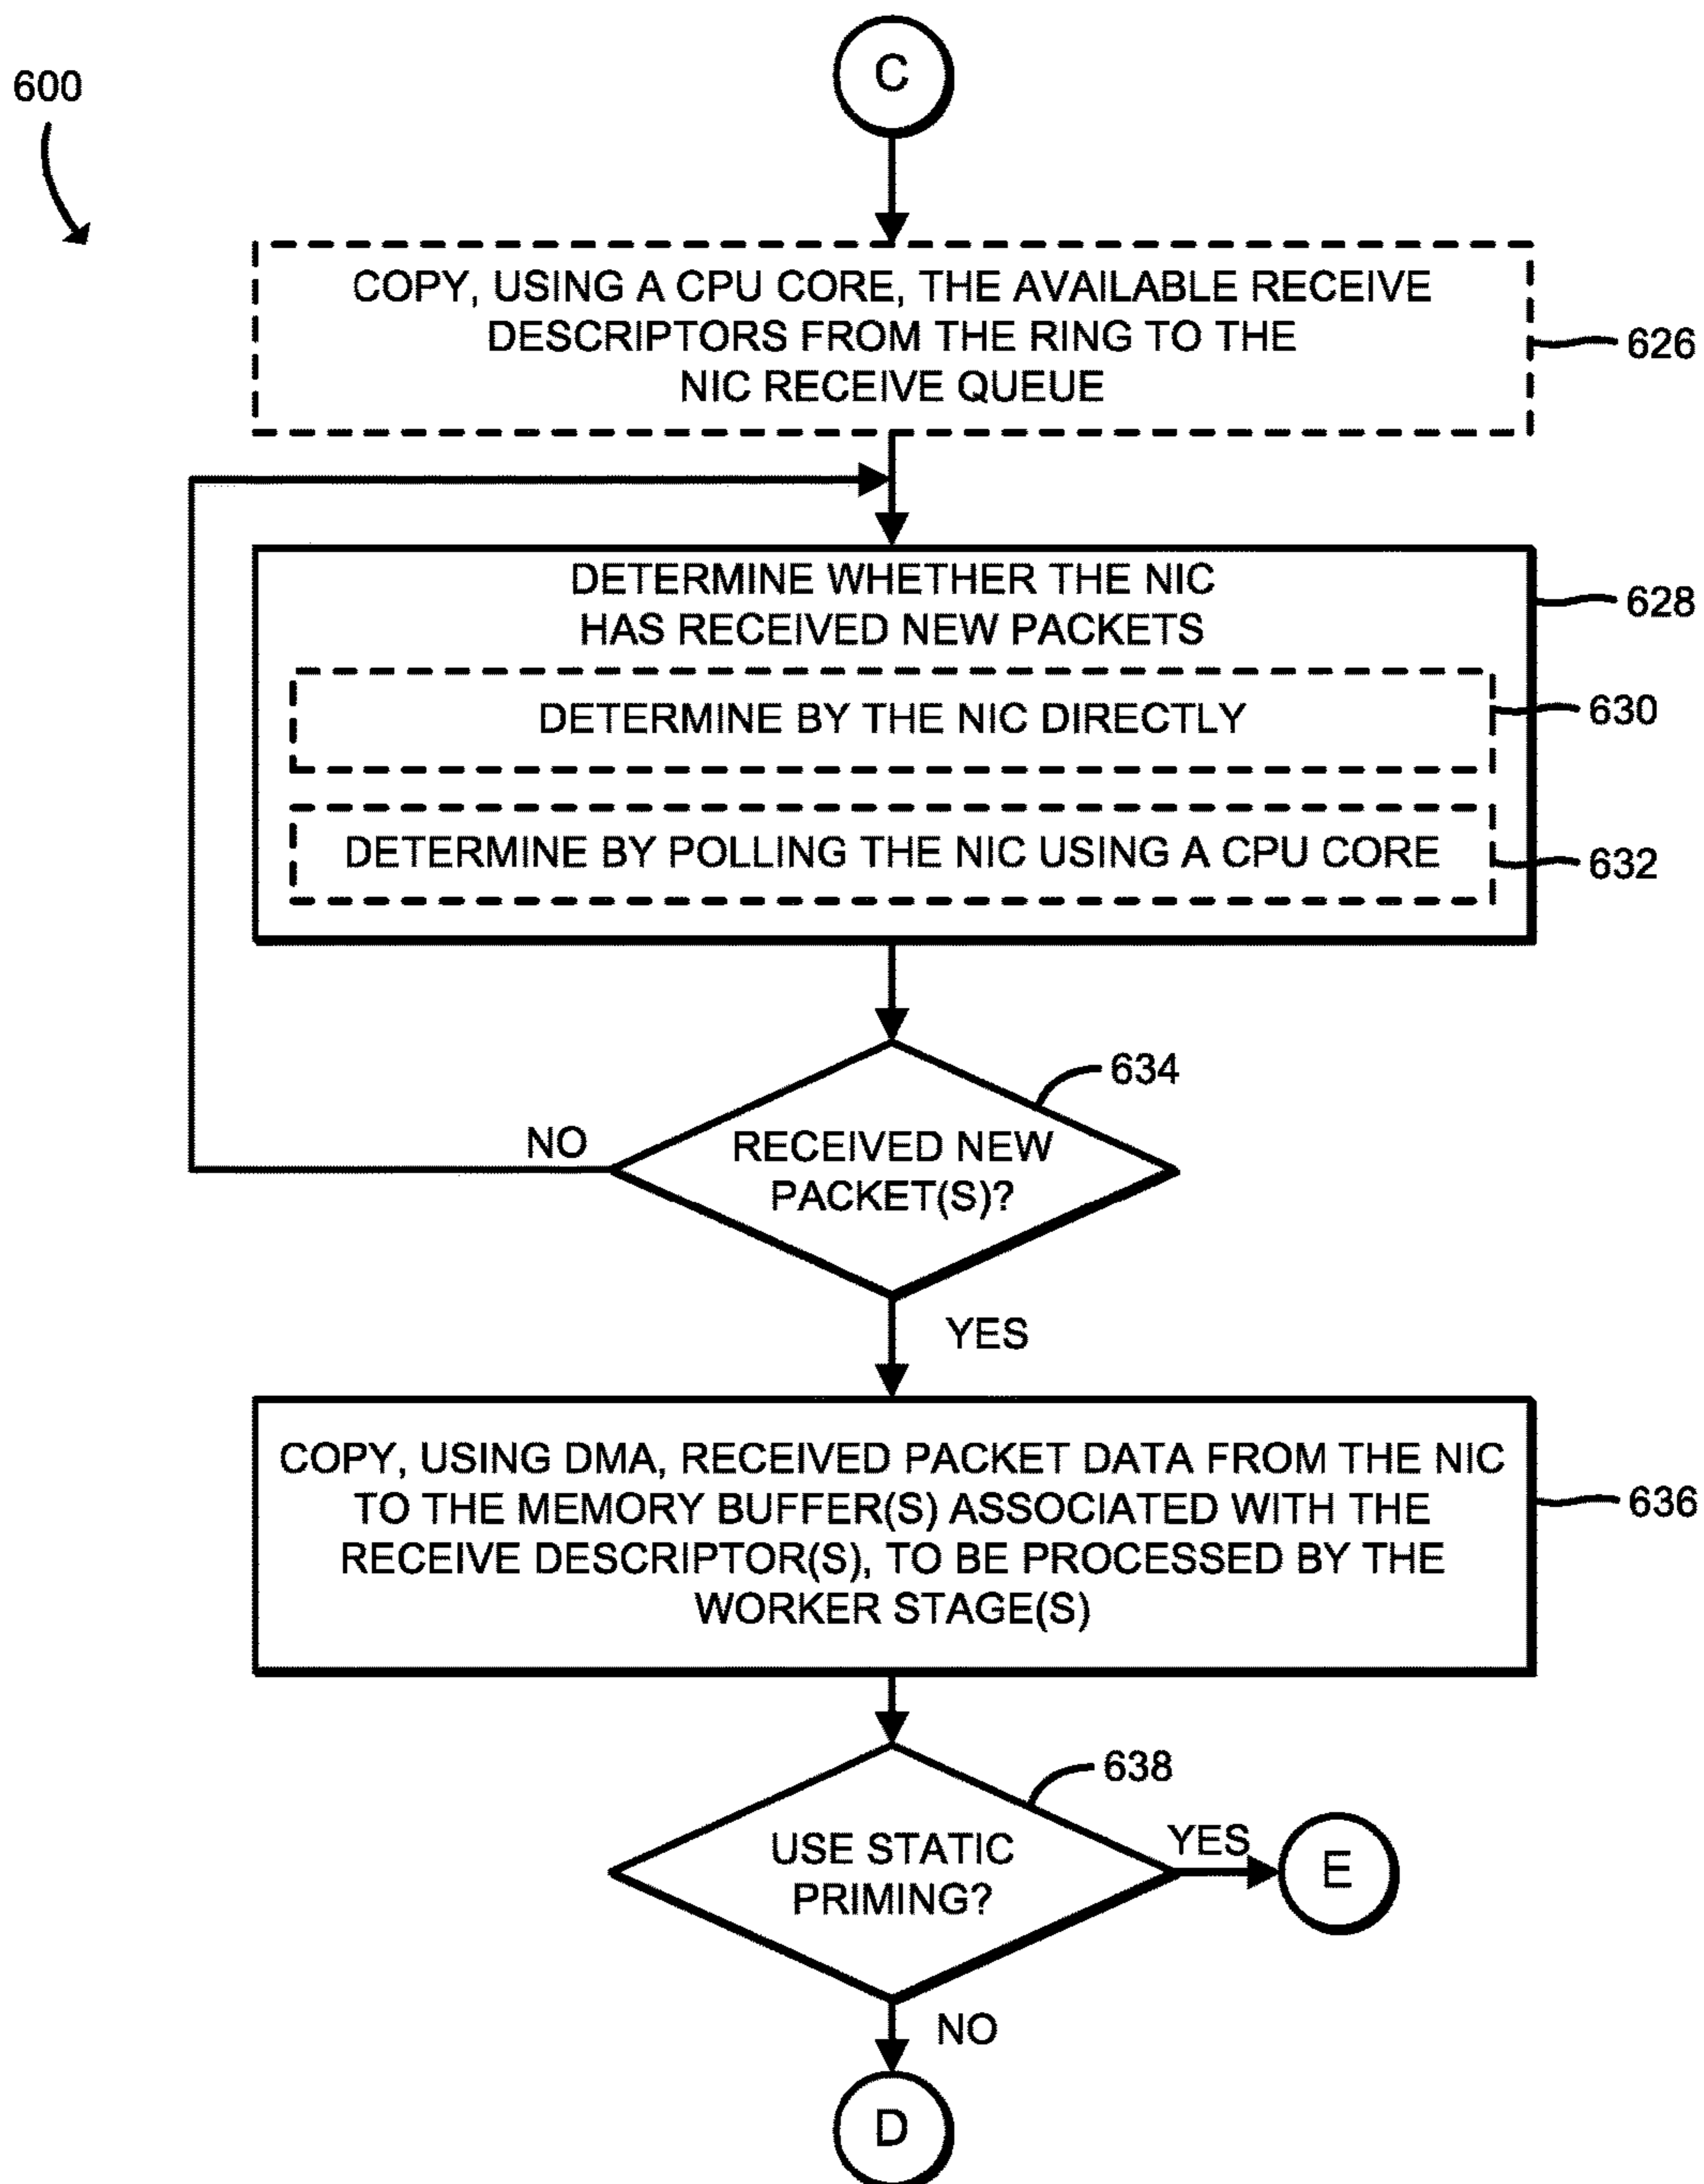 C
600
COPY, USING A CPU CORE, THE AVAILABLE RECEIVE
DESCRIPTORS FROM THE RING TO THE
NIC RECEIVE QUEUE
626
DETERMINE WHETHER THE NIC
HAS RECEIVED NEW PACKETS
628
DETERMINE BY THE NIC DIRECTLY
630
DETERMINE BY POLLING THE NIC USING A CPU CORE
632
634
NO
RECEIVED NEW
PACKET(S)?
YES
COPY, USING DMA, RECEIVED PACKET DATA FROM THE NIC
TO THE MEMORY BUFFER(S) ASSOCIATED WITH THE
RECEIVE DESCRIPTOR(S), TO BE PROCESSED BY THE
WORKER STAGE(S)
636
638
USE STATIC
PRIMING?
YES
E
NO
D